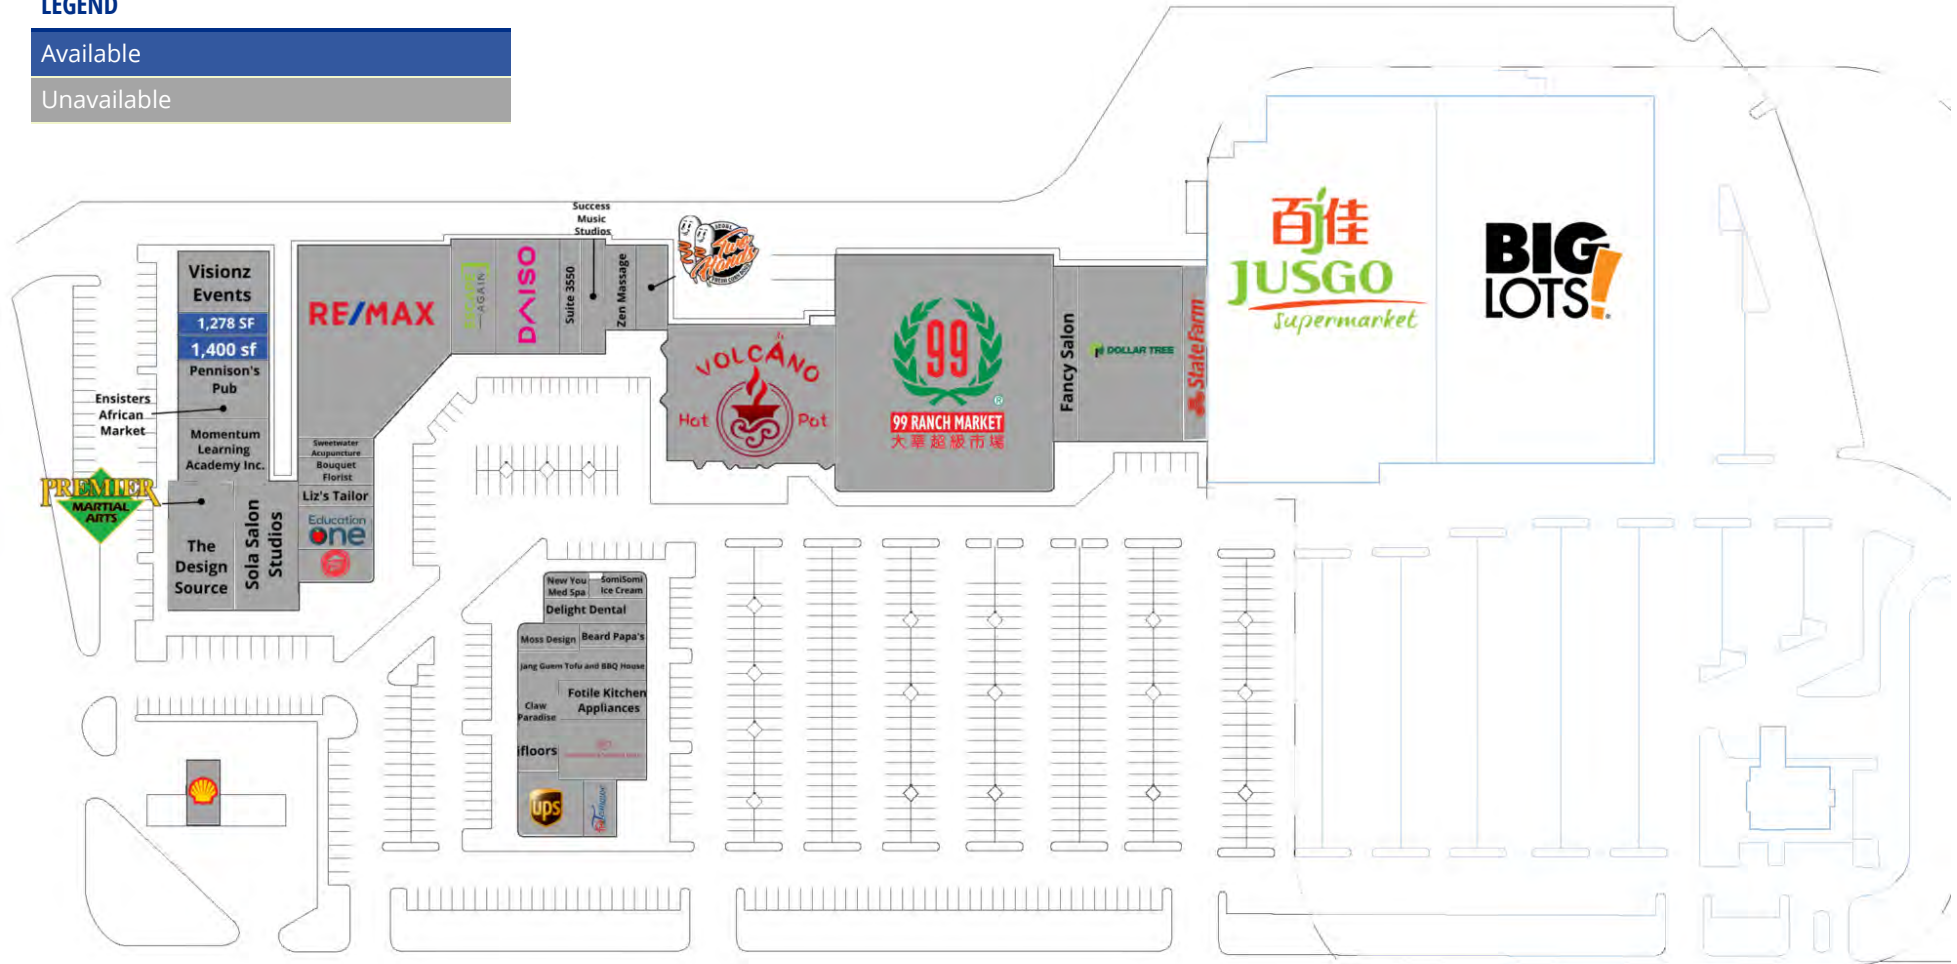 LEGEND
Available
Unavailable
Visionz
Events
1,278 SF
1,400 sf
Pennison's
Pub
Ensisters
African
Market
Momentum
Learning
Academy Inc.
PREMIER
MARTIAL
ARTS
The
Design
Source
Sola Salon
Studios
RE/MAX
Sweetwater
Acupuncture
Bouquet
Florist
Liz's Tailor
Education
One
AGAIN
DAISO
Suite 3550
Success
Music
Studios
Zen Massage
Two
Hands
VOLCANO
Hot Pot
99
®
99 RANCH MARKET
大華超級市場
Fancy Salon
DOLLAR TREE
StateFarm
百佳
JUSGO
Supermarket
BIG
LOTS!
New You
Med Spa
SomiSomi
Ice Cream
Delight Dental
Moss Design
Beard Papa's
Jang Guem Tofu and BBQ House
Fotile Kitchen
Appliances
Claw
Paradise
ifloors
ups